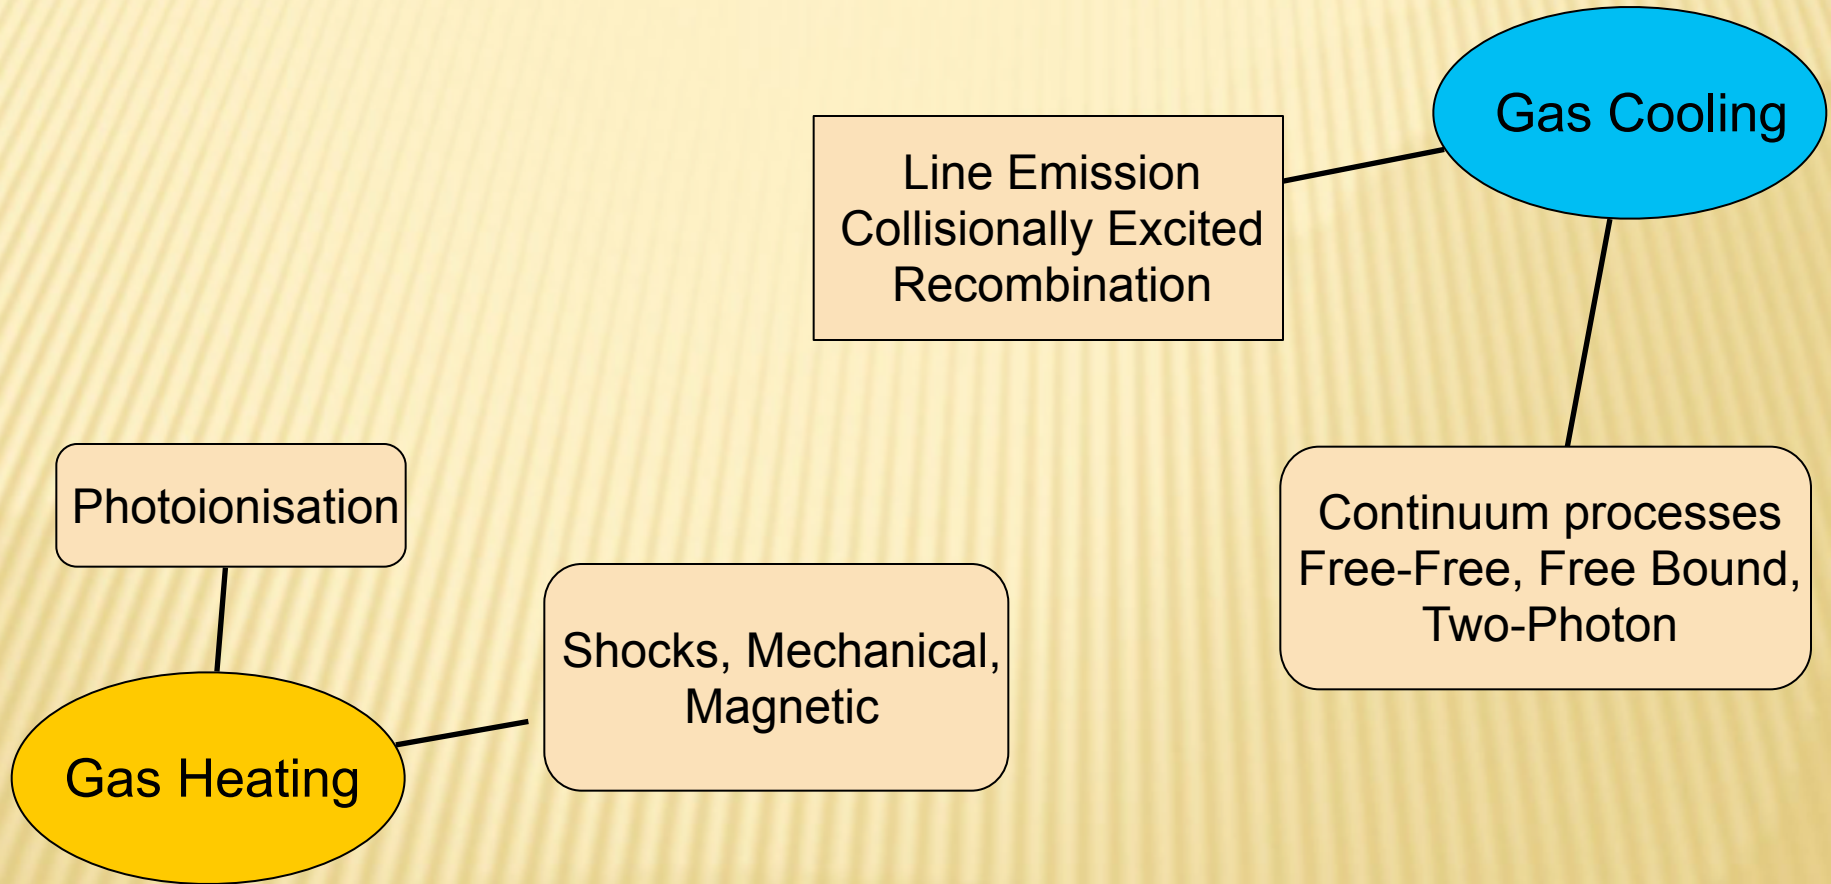 Gas Cooling
Line Emission
Collisionally Excited
Recombination
Continuum processes
Free-Free, Free Bound,
Two-Photon
Photoionisation
Shocks, Mechanical,
Magnetic
Gas Heating